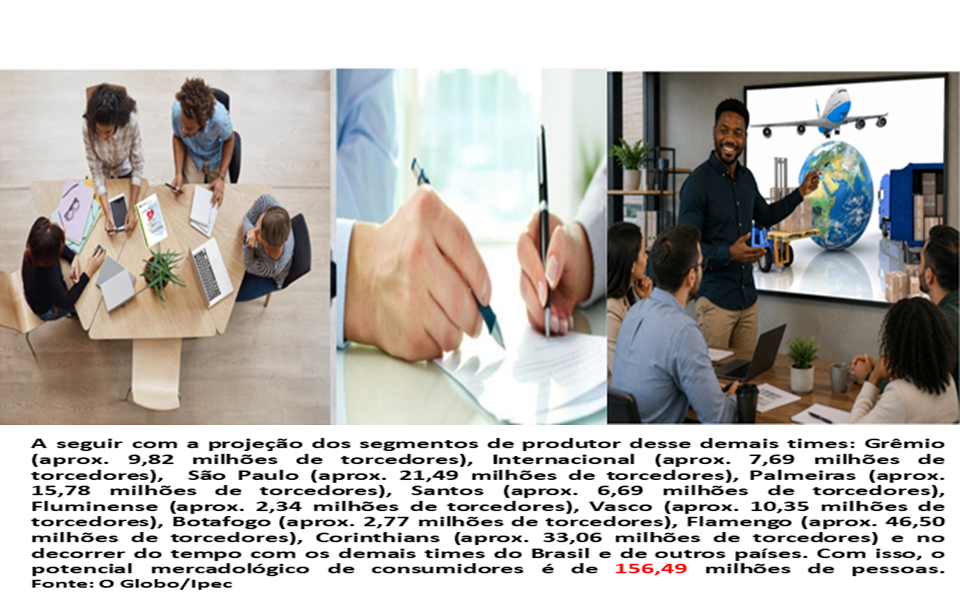 A seguir com a projeção dos segmentos de produtor desse demais times: Grêmio
(aprox. 9,82 milhões de torcedores), Internacional (aprox. 7,69 milhões de
torcedores), São Paulo (aprox. 21,49 milhões de torcedores), Palmeiras (aprox.
15,78 milhões de torcedores), Santos (aprox. 6,69 milhões de torcedores),
Fluminense (aprox. 2,34 milhões de torcedores), Vasco (aprox. 10,35 milhões de
torcedores), Botafogo (aprox. 2,77 milhões de torcedores), Flamengo (aprox. 46,50
milhões de torcedores), Corinthians (aprox. 33,06 milhões de torcedores) e no
decorrer do tempo com os demais times do Brasil e de outros países. Com isso, o
potencial mercadológico de consumidores é de 156,49 milhões de pessoas.
Fonte: O Globo/Ipec